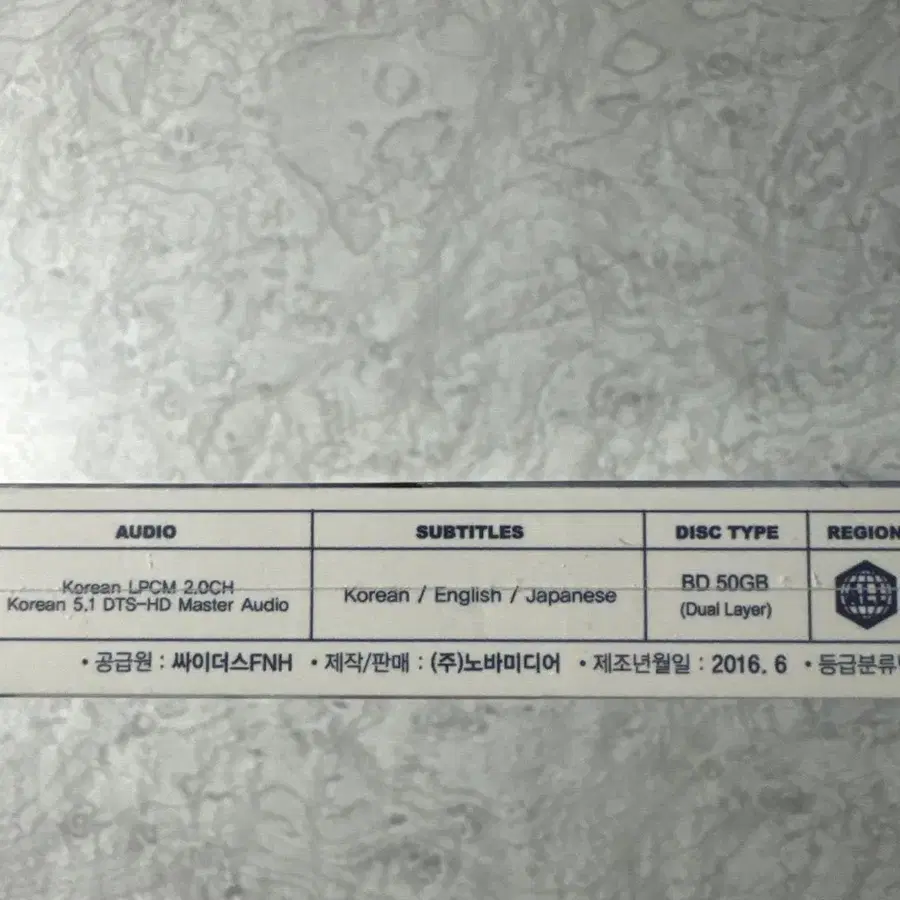 AUDIO SUBTITLES DISC TYPE REGION
Korean LPCM 2.0CH
Korean 5.1 DTS-HD Master Audio
Korean / English / Japanese
BD 50GB
(Dual Layer)
ALL
•공급원 : 싸이더스FNH •제작/판매 : (주)노바미디어 •제조년월일 : 2016. 6 •등급분류